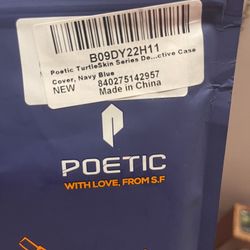 B09DY22H11
Poetic TurtleSkin Series De...ctive Case
Cover, Navy Blue
NEW 840275142957
Made in China
POETIC
WITH LOVE, FROM S.F